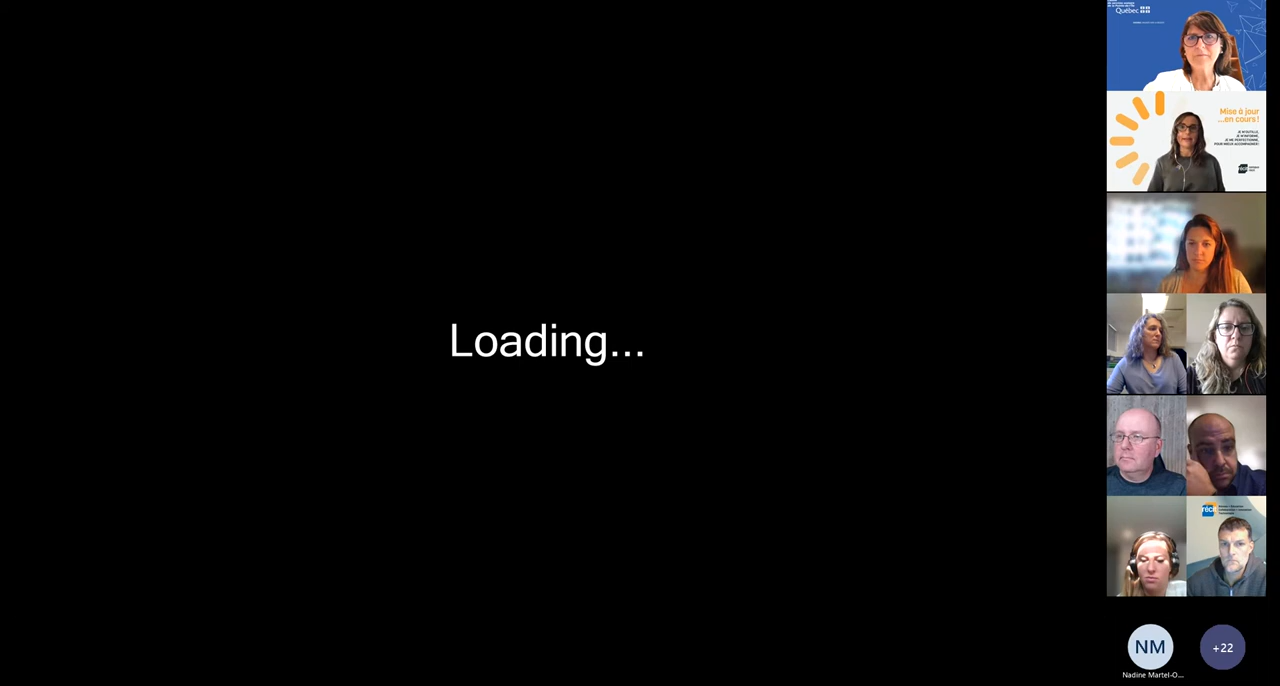 Loading...
Québec
Mise à jour
...en cours !
JE M'OUTILLE,
JE M'INFORME,
JE ME PERFECTIONNE,
POUR MIEUX ACCOMPAGNER!
récit
récit
NM
+22
Nadine Martel-O...